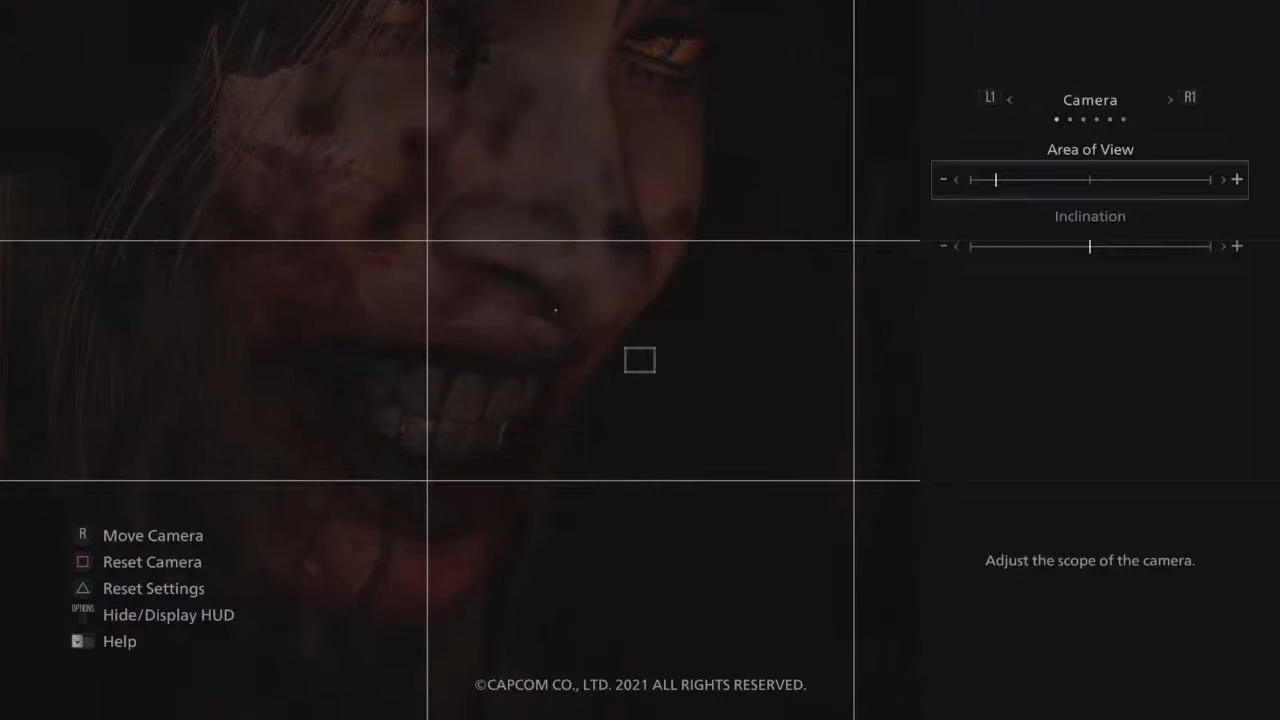 L1 Camera R1
Area of View
- +
Inclination
- +
R Move Camera
Reset Camera
Reset Settings
OPTIONS Hide/Display HUD
Help
Adjust the scope of the camera.
©CAPCOM CO., LTD. 2021 ALL RIGHTS RESERVED.